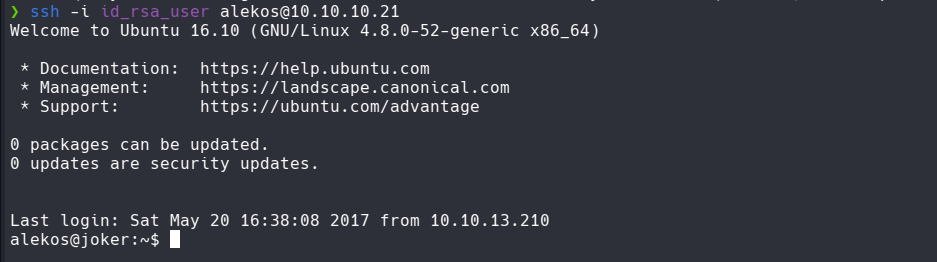 ❯ ssh -i id_rsa_user alekos@10.10.10.21
Welcome to Ubuntu 16.10 (GNU/Linux 4.8.0-52-generic x86_64)
* Documentation:  https://help.ubuntu.com
* Management:     https://landscape.canonical.com
* Support:        https://ubuntu.com/advantage
0 packages can be updated.
0 updates are security updates.
Last login: Sat May 20 16:38:08 2017 from 10.10.13.210
alekos@joker:~$